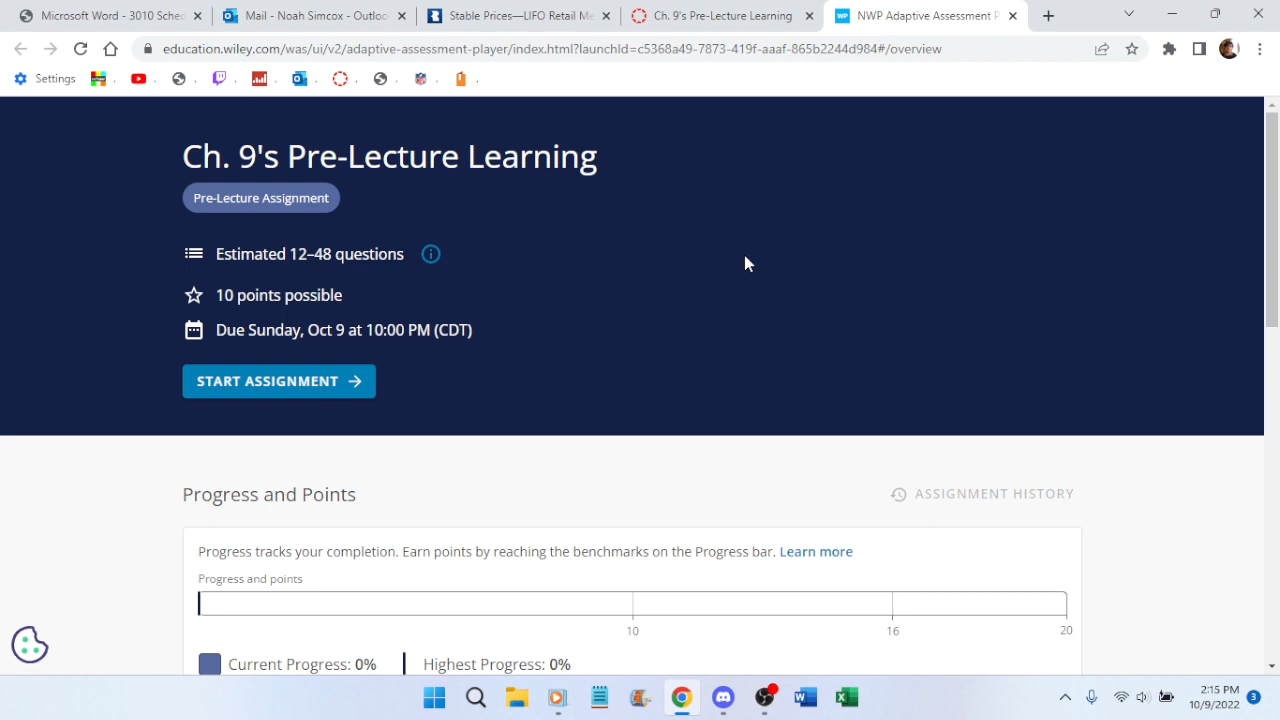 Microsoft Word - 30f0 Sched
Mail - Noah Simcox - Outloo
Stable Prices—LIFO Retail Me
Ch. 9's Pre-Lecture Learning
WP NWP Adaptive Assessment P
education.wiley.com/was/ui/v2/adaptive-assessment-player/index.html?launchId=c5368a49-7873-419f-aaaf-865b2244d984#/overview
Settings
Ch. 9's Pre-Lecture Learning
Pre-Lecture Assignment
Estimated 12–48 questions
10 points possible
Due Sunday, Oct 9 at 10:00 PM (CDT)
START ASSIGNMENT
Progress and Points
ASSIGNMENT HISTORY
Progress tracks your completion. Earn points by reaching the benchmarks on the Progress bar. Learn more
Progress and points
10 16 20
Current Progress: 0% Highest Progress: 0%
2:15 PM
10/9/2022
3